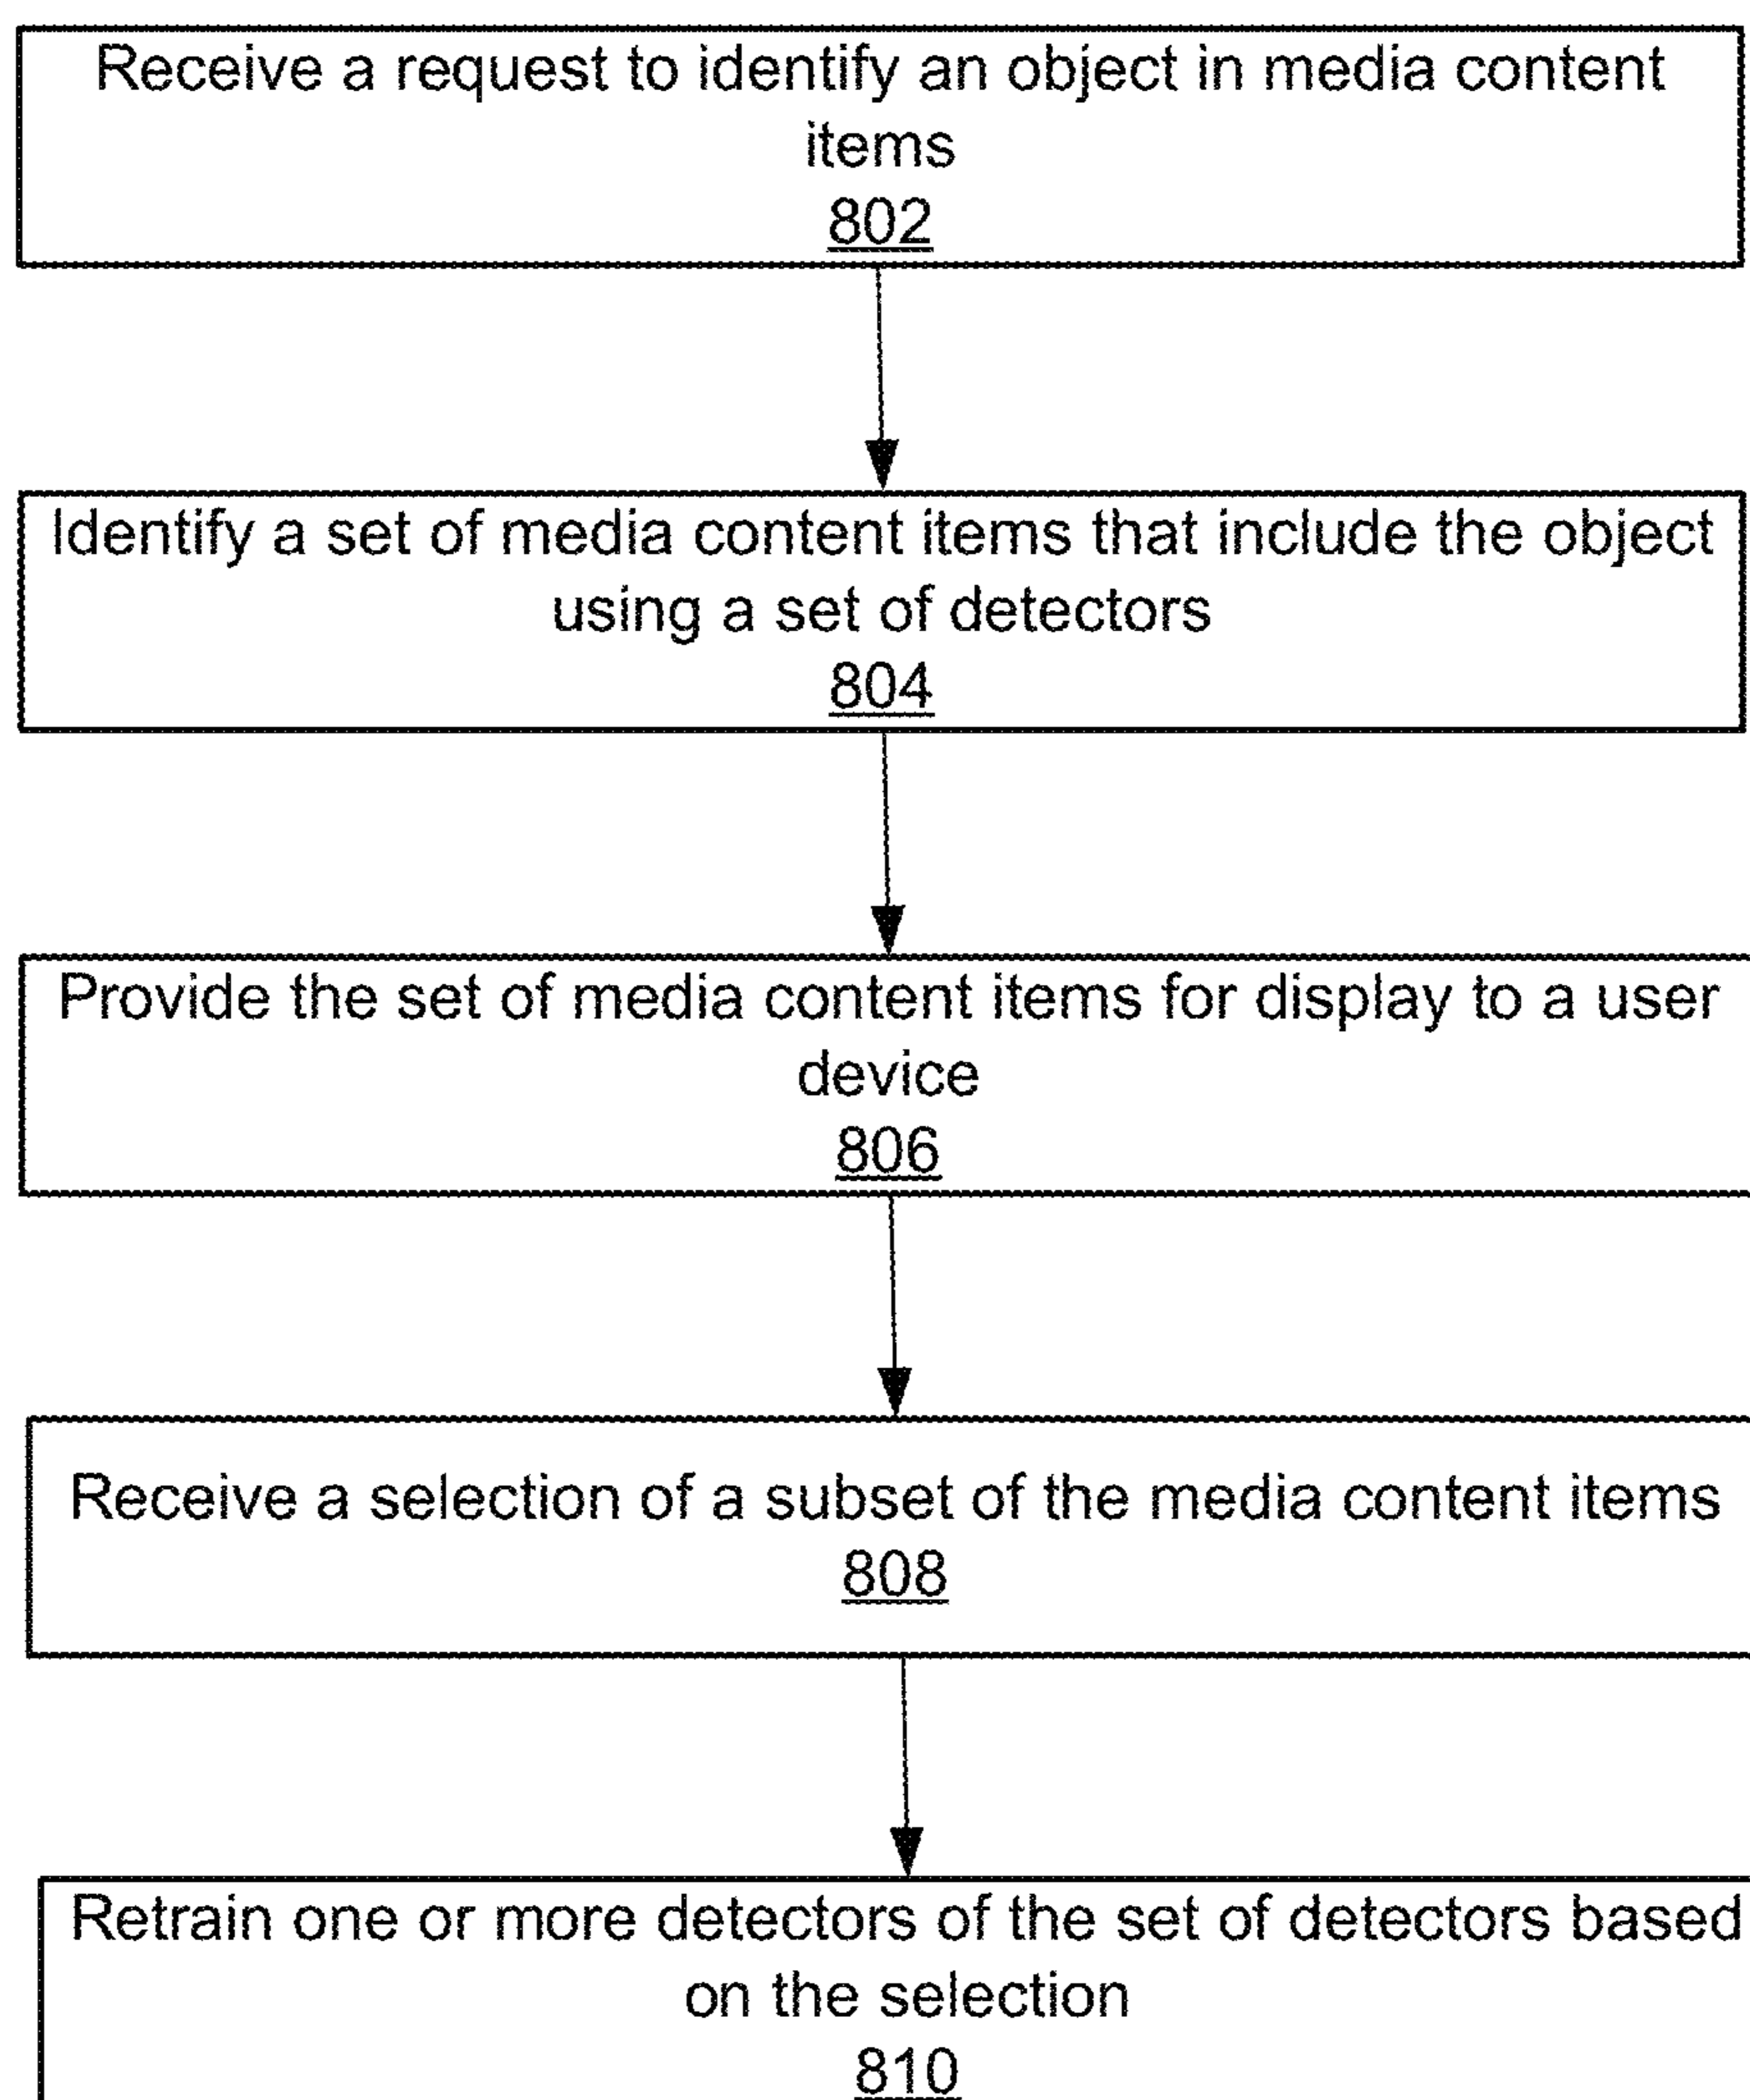 Receive a request to identify an object in media content
items
802
Identify a set of media content items that include the object
using a set of detectors
804
Provide the set of media content items for display to a user
device
806
Receive a selection of a subset of the media content items
808
Retrain one or more detectors of the set of detectors based
on the selection
810